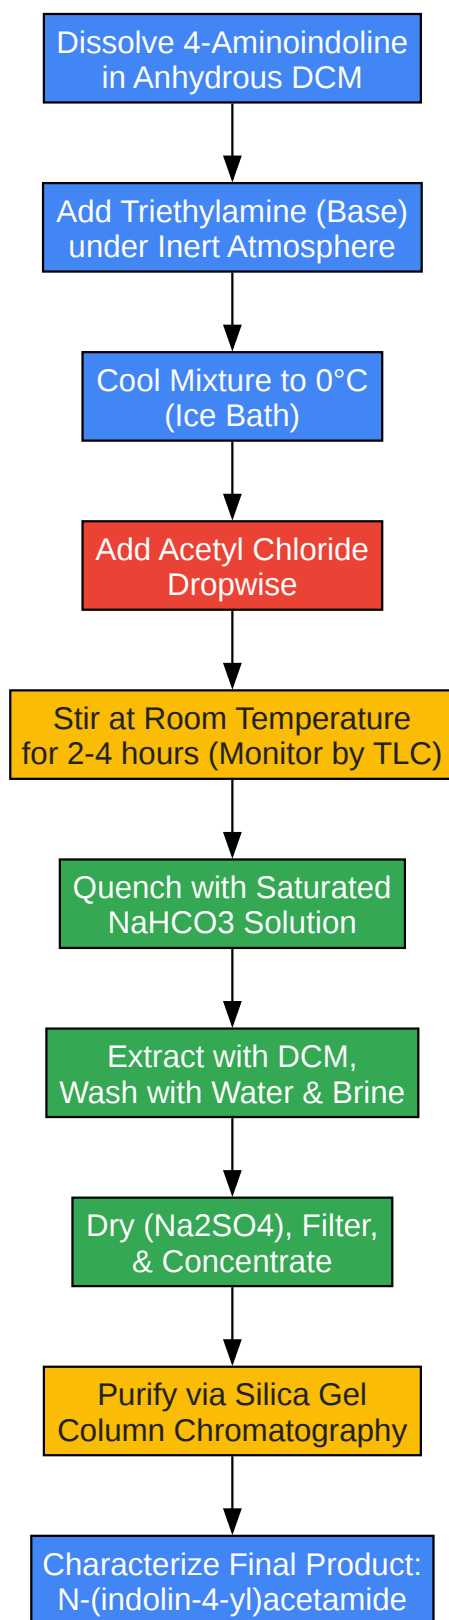 Dissolve 4-Aminoindoline
in Anhydrous DCM
Add Triethylamine (Base)
under Inert Atmosphere
Cool Mixture to 0°C
(Ice Bath)
Add Acetyl Chloride
Dropwise
Stir at Room Temperature
for 2-4 hours (Monitor by TLC)
Quench with Saturated
NaHCO3 Solution
Extract with DCM,
Wash with Water & Brine
Dry (Na2SO4), Filter,
& Concentrate
Purify via Silica Gel
Column Chromatography
Characterize Final Product:
N-(indolin-4-yl)acetamide